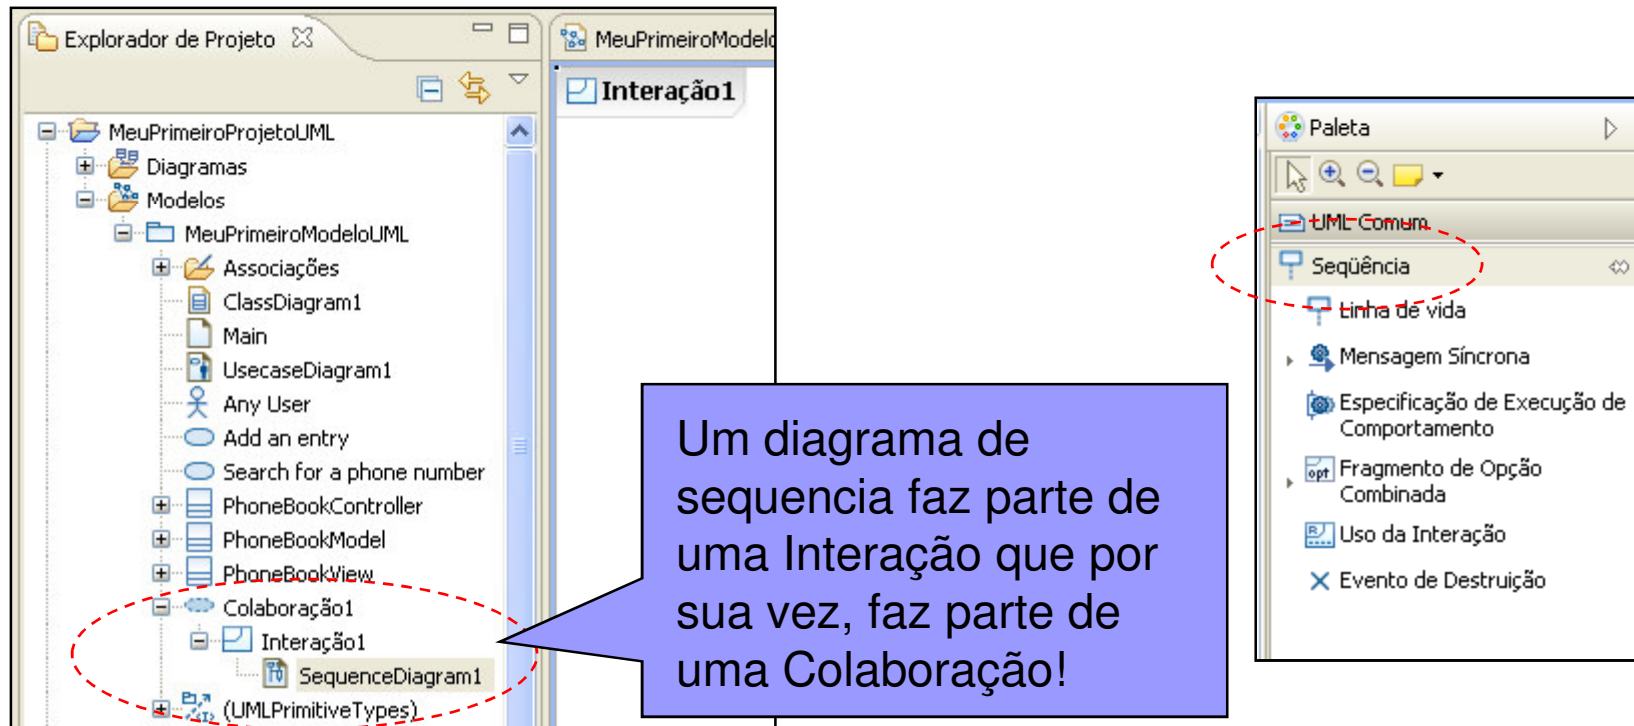 Explorador de Projeto
MeuPrimeiroProjetoUML
Diagramas
Modelos
MeuPrimeiroModeloUML
Associações
ClassDiagram1
Main
UsecaseDiagram1
Any User
Add an entry
Search for a phone number
PhoneBookController
PhoneBookModel
PhoneBookView
Colaboração1
Interação1
SequenceDiagram1
(UMLPrimitiveTypes)
MeuPrimeiroModelo
Interação1
Um diagrama de
sequencia faz parte de
uma Interação que por
sua vez, faz parte de
uma Colaboração!
Paleta
UML Comum
Seqüência
Linha de vida
Mensagem Síncrona
Especificação de Execução de
Comportamento
opt Fragmento de Opção
Combinada
Uso da Interação
Evento de Destruição